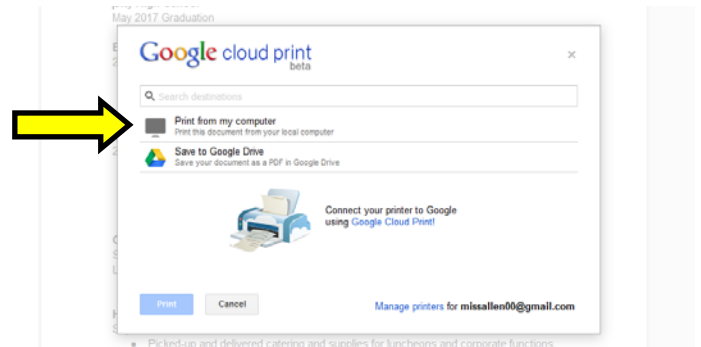 High School
May 2017 Graduation
Google cloud print
beta
Search destinations
Print from my computer
Print this document from your local computer
Save to Google Drive
Save your document as a PDF in Google Drive
Connect your printer to Google
using Google Cloud Print!
Print Cancel
Manage printers for missallen00@gmail.com
Picked-up and delivered catering and supplies for luncheons and corporate functions.